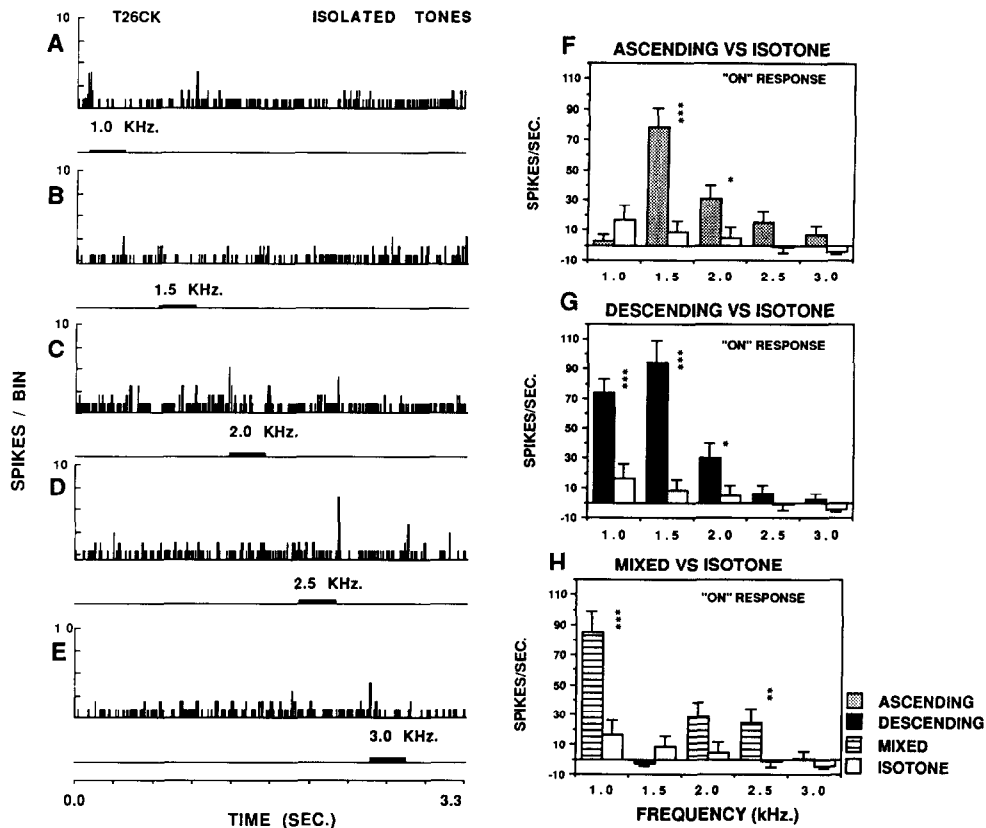 T26CK ISOLATED TONES
SPIKES / BIN
A
10
1.0 KHz.
B
10
1.5 KHz.
C
10
2.0 KHz.
D
10
2.5 KHz.
E
10
3.0 KHz.
0.0 3.3
TIME (SEC.)
F ASCENDING VS ISOTONE
"ON" RESPONSE
SPIKES/SEC.
110
90
70
50
30
10
-10
***
*
1.0 1.5 2.0 2.5 3.0
G DESCENDING VS ISOTONE
"ON" RESPONSE
SPIKES/SEC.
110
90
70
50
30
10
-10
***
***
*
1.0 1.5 2.0 2.5 3.0
H MIXED VS ISOTONE
"ON" RESPONSE
SPIKES/SEC.
90
70
50
30
10
-10
***
**
1.0 1.5 2.0 2.5 3.0
FREQUENCY (kHz.)
ASCENDING
DESCENDING
MIXED
ISOTONE